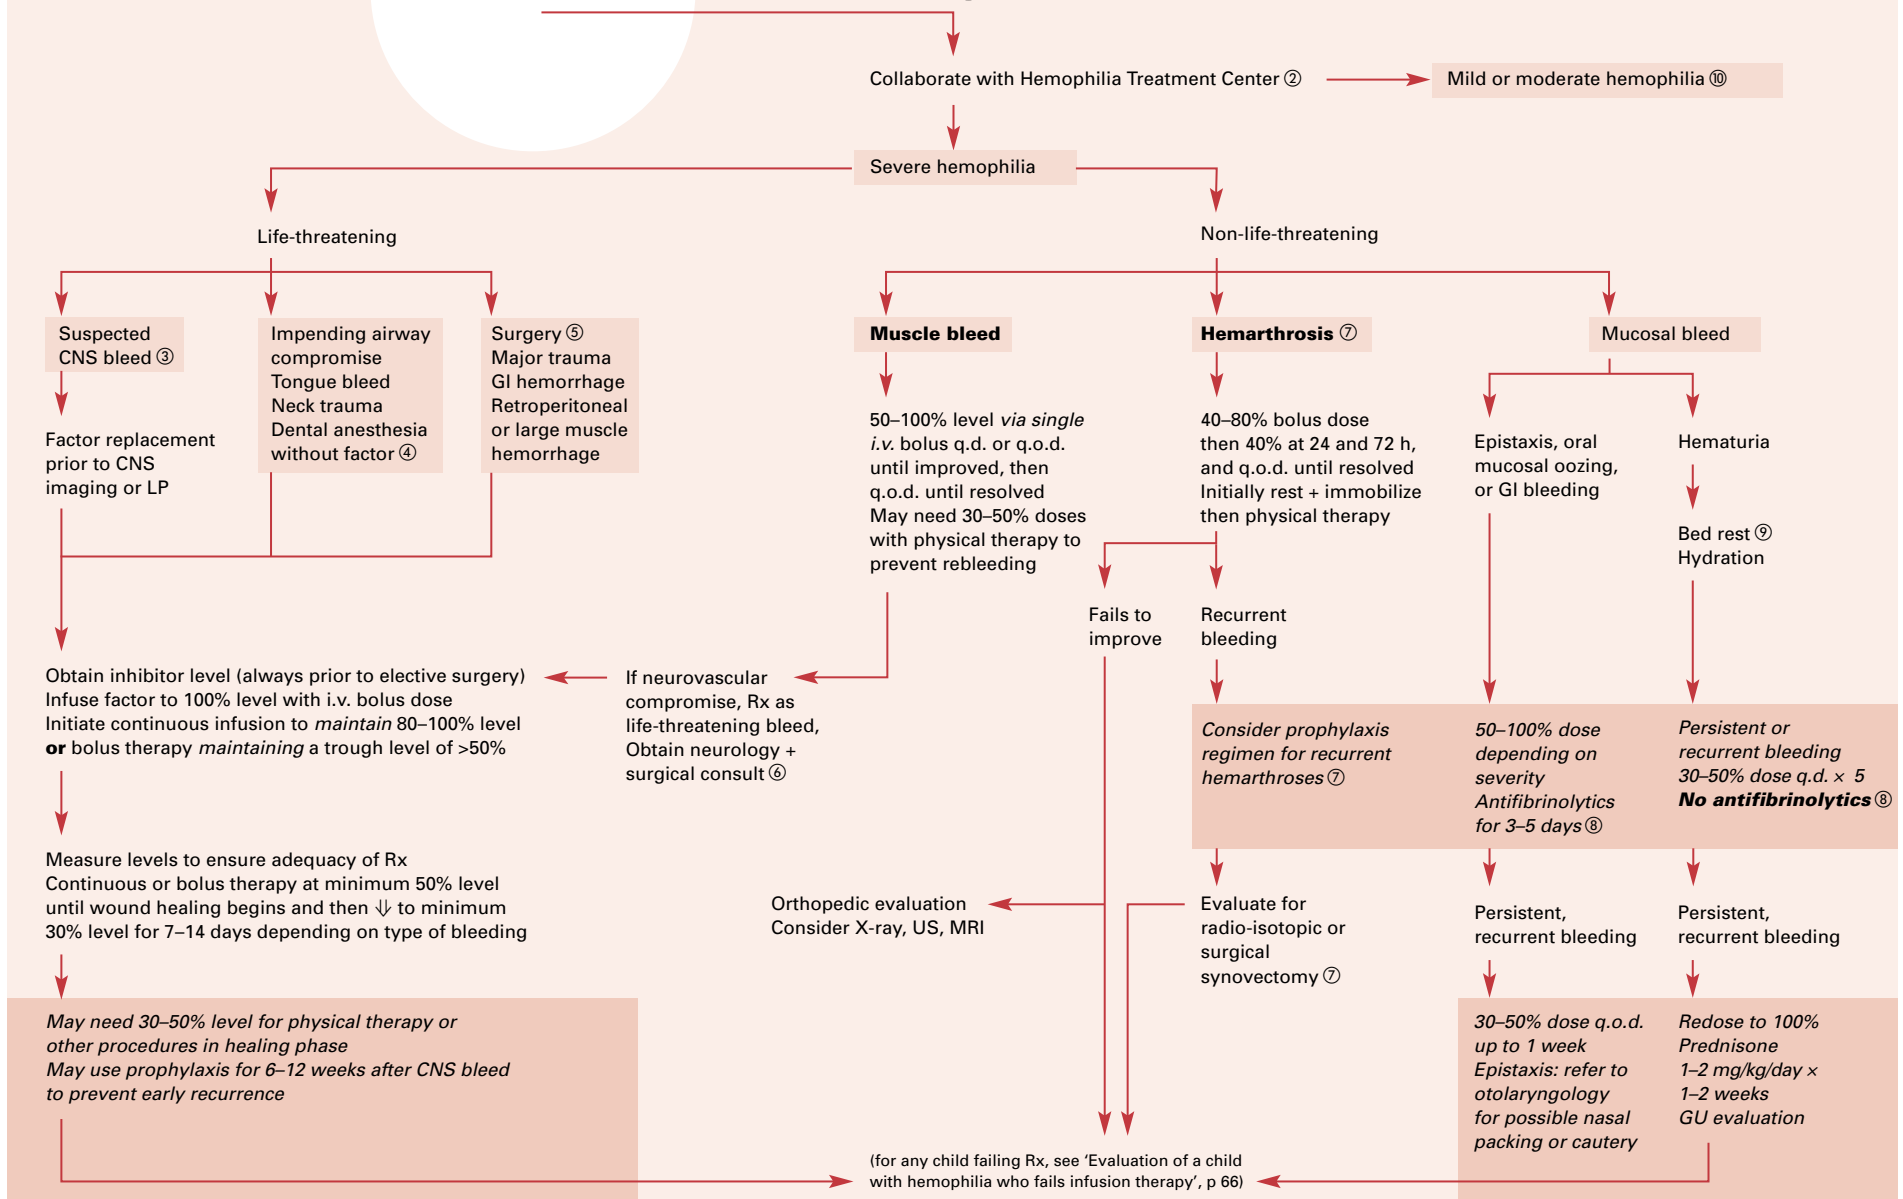 Collaborate with Hemophilia Treatment Center ②
Mild or moderate hemophilia ⑩
Severe hemophilia
Life-threatening
Non-life-threatening
Suspected
CNS bleed ③
Impending airway
compromise
Tongue bleed
Neck trauma
Dental anesthesia
without factor ④
Surgery ⑤
Major trauma
GI hemorrhage
Retroperitoneal
or large muscle
hemorrhage
Muscle bleed
Hemarthrosis ⑦
Mucosal bleed
Factor replacement
prior to CNS
imaging or LP
50–100% level via single
i.v. bolus q.d. or q.o.d.
until improved, then
q.o.d. until resolved
May need 30–50% doses
with physical therapy to
prevent rebleeding
40–80% bolus dose
then 40% at 24 and 72 h,
and q.o.d. until resolved
Initially rest + immobilize
then physical therapy
Epistaxis, oral
mucosal oozing,
or GI bleeding
Hematuria
Bed rest ⑨
Hydration
Fails to
improve
Recurrent
bleeding
Obtain inhibitor level (always prior to elective surgery)
Infuse factor to 100% level with i.v. bolus dose
Initiate continuous infusion to maintain 80–100% level
or bolus therapy maintaining a trough level of >50%
If neurovascular
compromise, Rx as
life-threatening bleed,
Obtain neurology +
surgical consult ⑥
Consider prophylaxis
regimen for recurrent
hemarthroses ⑦
50–100% dose
depending on
severity
Antifibrinolytics
for 3–5 days ⑧
Persistent or
recurrent bleeding
30–50% dose q.d. × 5
No antifibrinolytics ⑧
Measure levels to ensure adequacy of Rx
Continuous or bolus therapy at minimum 50% level
until wound healing begins and then ⇓ to minimum
30% level for 7–14 days depending on type of bleeding
Orthopedic evaluation
Consider X-ray, US, MRI
Evaluate for
radio-isotopic or
surgical
synovectomy ⑦
Persistent,
recurrent bleeding
Persistent,
recurrent bleeding
May need 30–50% level for physical therapy or
other procedures in healing phase
May use prophylaxis for 6–12 weeks after CNS bleed
to prevent early recurrence
30–50% dose q.o.d.
up to 1 week
Epistaxis: refer to
otolaryngology
for possible nasal
packing or cautery
Redose to 100%
Prednisone
1–2 mg/kg/day ×
1–2 weeks
GU evaluation
(for any child failing Rx, see ‘Evaluation of a child
with hemophilia who fails infusion therapy’, p 66)